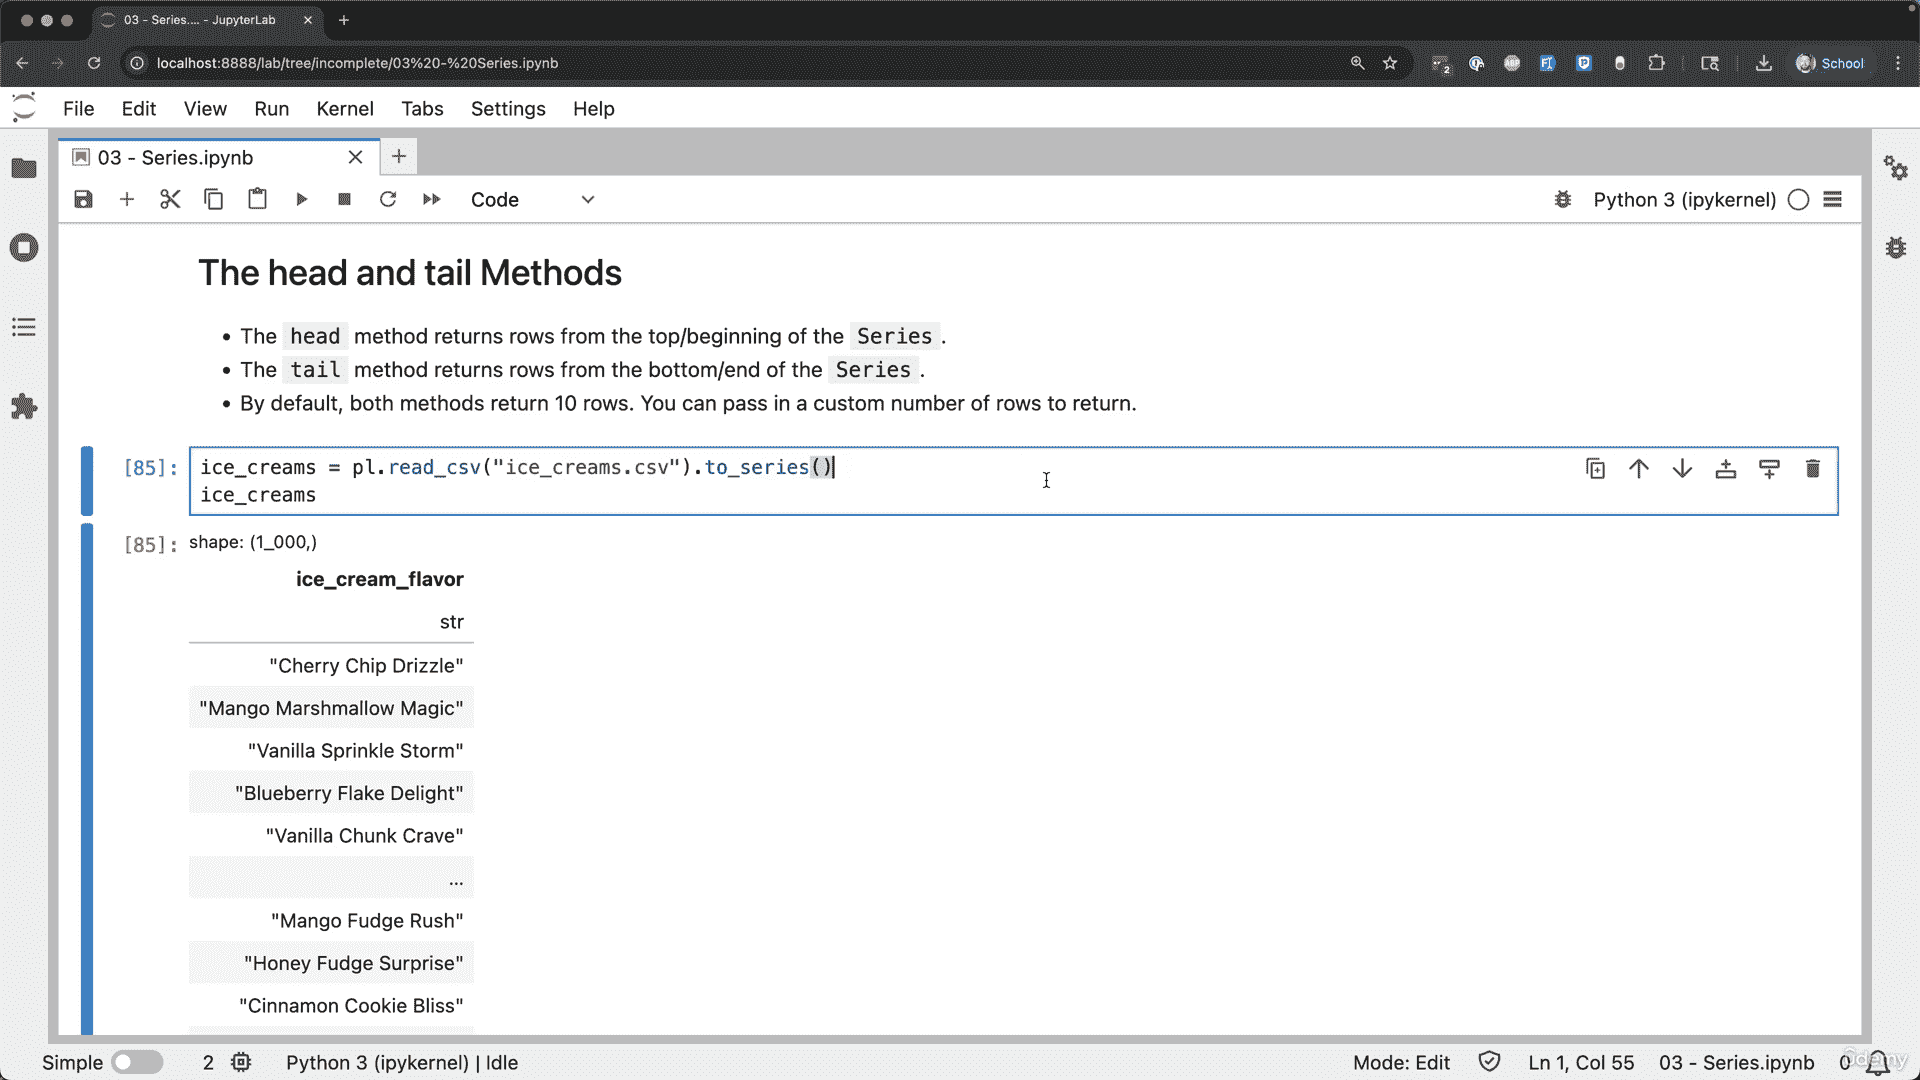 03 - Series.... - JupyterLab
localhost:8888/lab/tree/incomplete/03%20-%20Series.ipynb
2
School
File Edit View Run Kernel Tabs Settings Help
03 - Series.ipynb
Code
Python 3 (ipykernel)
The head and tail Methods
• The head method returns rows from the top/beginning of the Series .
• The tail method returns rows from the bottom/end of the Series .
• By default, both methods return 10 rows. You can pass in a custom number of rows to return.
[85]: ice_creams = pl.read_csv("ice_creams.csv").to_series()
ice_creams
[85]: shape: (1_000,)
ice_cream_flavor
str
"Cherry Chip Drizzle"
"Mango Marshmallow Magic"
"Vanilla Sprinkle Storm"
"Blueberry Flake Delight"
"Vanilla Chunk Crave"
...
"Mango Fudge Rush"
"Honey Fudge Surprise"
"Cinnamon Cookie Bliss"
Simple 2 Python 3 (ipykernel) | Idle Mode: Edit Ln 1, Col 55 03 - Series.ipynb 0
Udemy